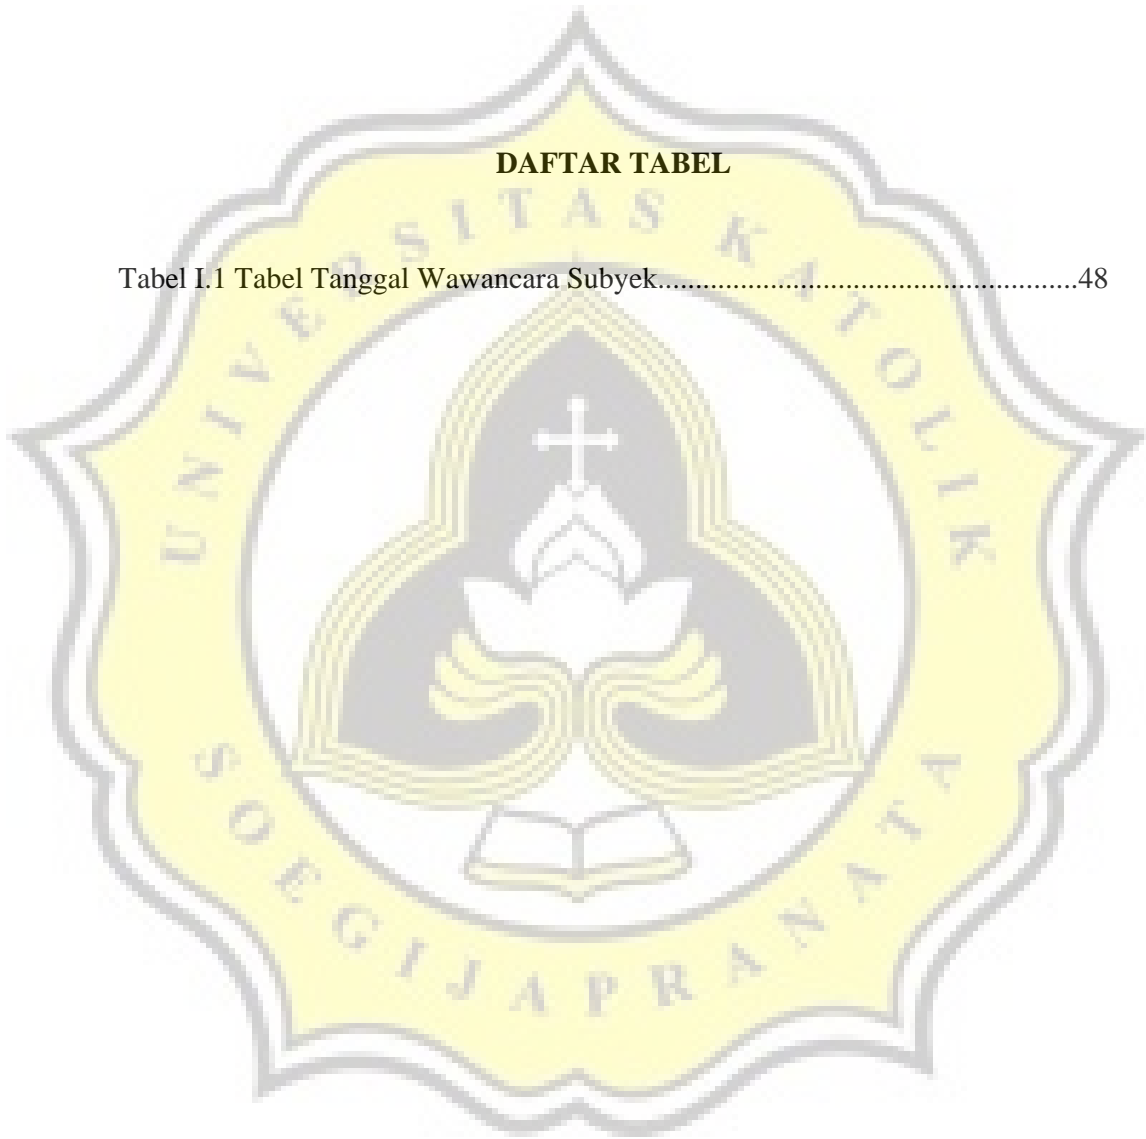 DAFTAR TABEL
Tabel I.1 Tabel Tanggal Wawancara Subyek........................................................48
UNIVERSITAS KATOLIK
SOEGIJAPRANATA